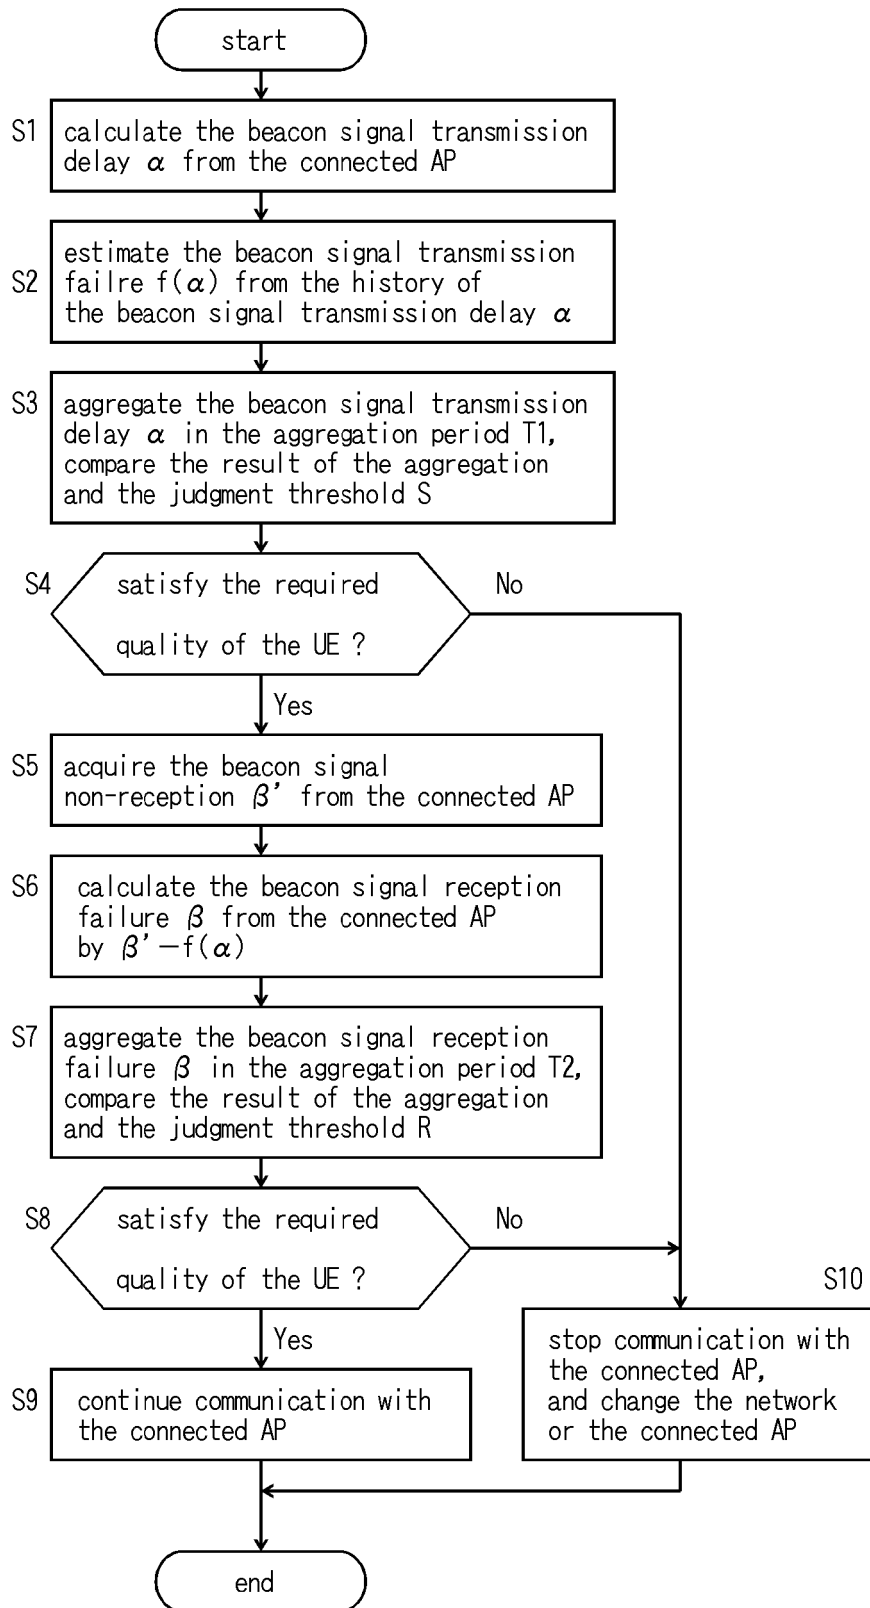 start
S1
calculate the beacon signal transmission
delay α from the connected AP
S2
estimate the beacon signal transmission
failre f(α) from the history of
the beacon signal transmission delay α
S3
aggregate the beacon signal transmission
delay α in the aggregation period T1,
compare the result of the aggregation
and the judgment threshold S
S4
satisfy the required
quality of the UE ?
No
Yes
S5
acquire the beacon signal
non-reception β' from the connected AP
S6
calculate the beacon signal reception
failure β from the connected AP
by β'−f(α)
S7
aggregate the beacon signal reception
failure β in the aggregation period T2,
compare the result of the aggregation
and the judgment threshold R
S8
satisfy the required
quality of the UE ?
No
Yes
S9
continue communication with
the connected AP
S10
stop communication with
the connected AP,
and change the network
or the connected AP
end